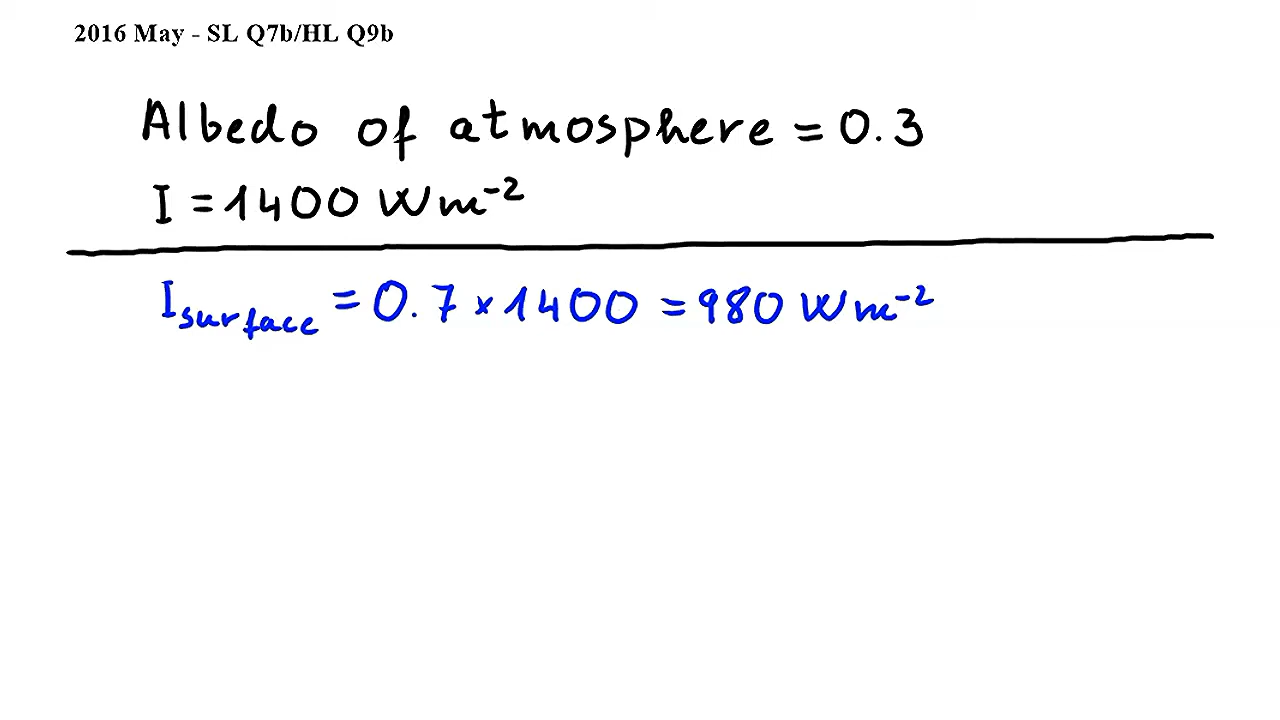 2016 May - SL Q7b/HL Q9b
Albedo of atmosphere = 0.3
I = 1400 Wm⁻²
I surface = 0.7 × 1400 = 980 Wm⁻²